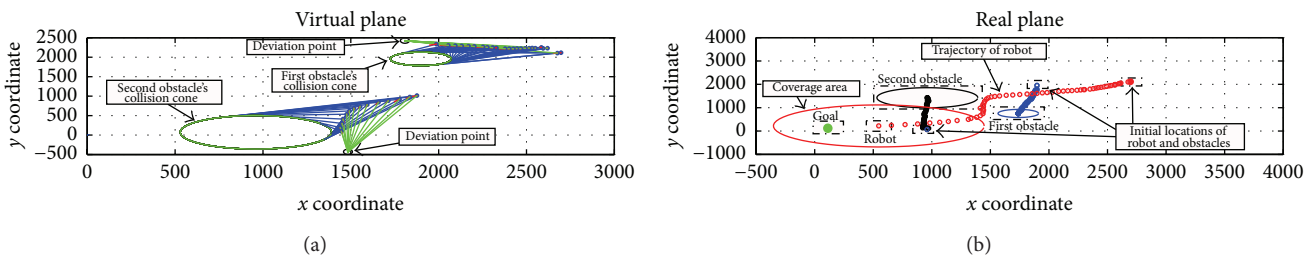 Virtual plane
y coordinate
2500
2000
1000
500
0
−500
0
500
1000
1500
2000
2500
3000
x coordinate
Deviation point
First obstacle's
collision cone
Second obstacle's
collision cone
Deviation point
(a)
Real plane
y coordinate
4000
3000
2000
1000
0
−1000
−500
0
500
1000
1500
2000
2500
3000
3500
4000
x coordinate
Trajectory of robot
Second obstacle
Coverage area
Goal
Robot
First obstacle
Initial locations of
robot and obstacles
(b)